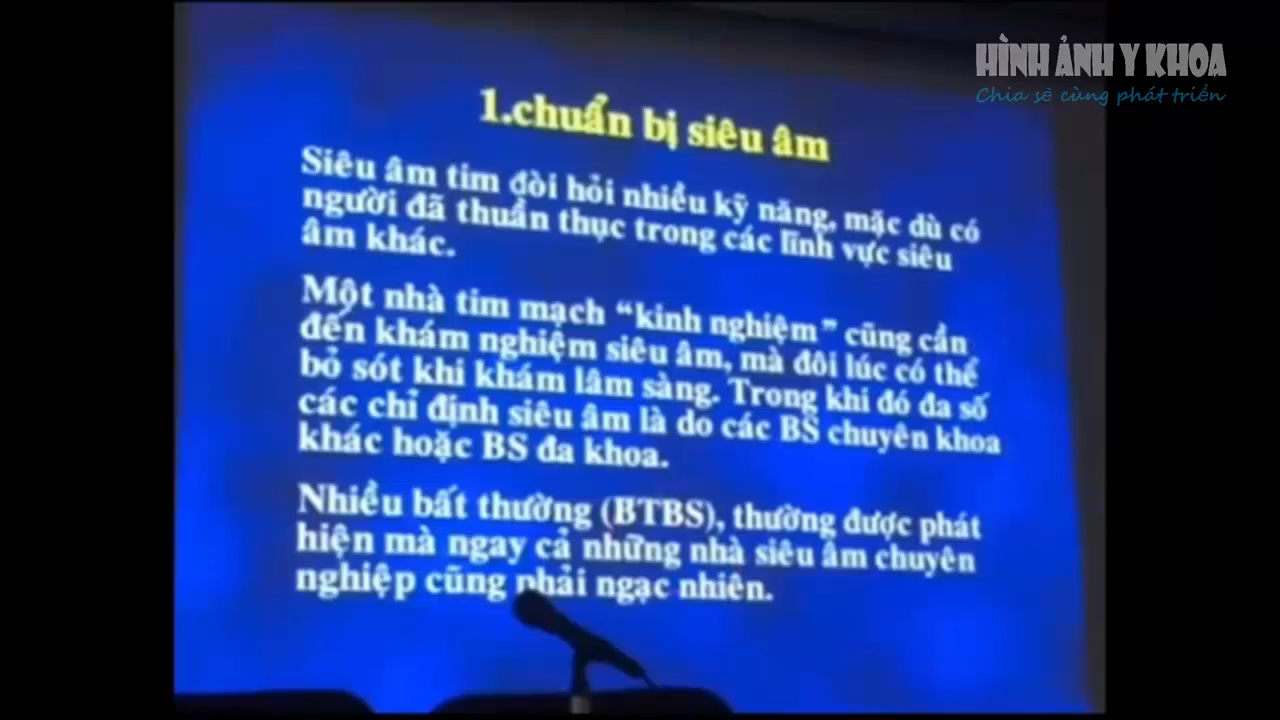 HÌNH ẢNH Y KHOA
Chia sẻ cùng phát triển
1.chuẩn bị siêu âm
Siêu âm tim đòi hỏi nhiều kỹ năng, mặc dù có
người đã thuần thục trong các lĩnh vực siêu
âm khác.
Một nhà tim mạch “kinh nghiệm” cũng cần
đến khám nghiệm siêu âm, mà đôi lúc có thể
bỏ sót khi khám lâm sàng. Trong khi đó đa số
các chỉ định siêu âm là do các BS chuyên khoa
khác hoặc BS đa khoa.
Nhiều bất thường (BTBS), thường được phát
hiện mà ngay cả những nhà siêu âm chuyên
nghiệp cũng phải ngạc nhiên.